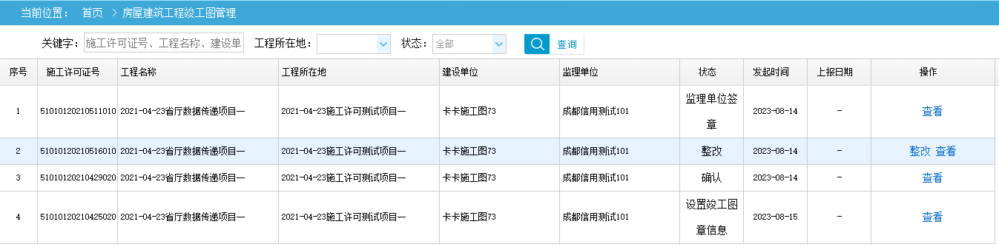 当前位置： 首页 > 房屋建筑工程竣工图管理
关键字： 施工许可证号、工程名称、建设单 工程所在地： 状态： 全部 查询
序号 施工许可证号 工程名称 工程所在地 建设单位 监理单位 状态 发起时间 上报日期 操作
1 51010120210511010 2021-04-23省厅数据传递项目一 2021-04-23施工许可测试项目一 卡卡施工图73 成都信用测试101 监理单位签 2023-08-14 - 查看
章
2 51010120210516010 2021-04-23省厅数据传递项目一 2021-04-23施工许可测试项目一 卡卡施工图73 成都信用测试101 整改 2023-08-14 - 整改 查看
3 51010120210429020 2021-04-23省厅数据传递项目一 2021-04-23施工许可测试项目一 卡卡施工图73 成都信用测试101 确认 2023-08-14 - 查看
4 51010120210425020 2021-04-23省厅数据传递项目一 2021-04-23施工许可测试项目一 卡卡施工图73 成都信用测试101 设置竣工图 2023-08-15 - 查看
章信息